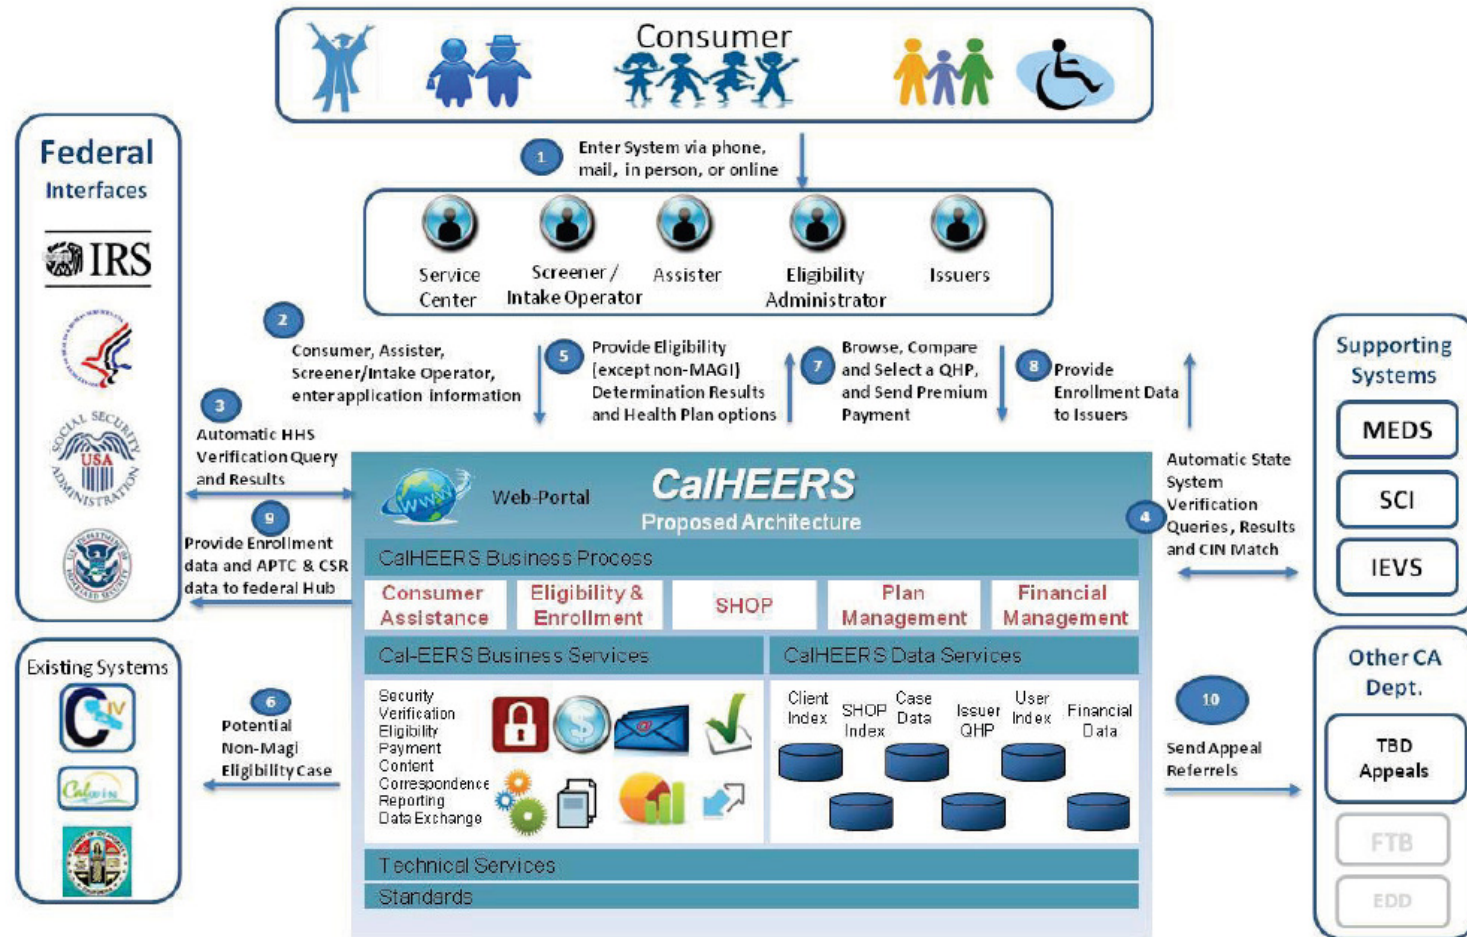 Consumer
1
Enter System via phone,
mail, in person, or online
Service
Center
Screener /
Intake Operator
Assister
Eligibility
Administrator
Issuers
Federal
Interfaces
IRS
SOCIAL SECURITY
USA
ADMINISTRATION
2
Consumer, Assister,
Screener/Intake Operator,
enter application information
3
Automatic HHS
Verification Query
and Results
5
Provide Eligibility
(except non-MAGI)
Determination Results
and Health Plan options
7
Browse, Compare
and Select a QHP,
and Send Premium
Payment
8
Provide
Enrollment Data
to Issuers
9
Provide Enrollment
data and APTC & CSR
data to federal Hub
4
Automatic State
System
Verification
Queries, Results
and CIN Match
Supporting
Systems
MEDS
SCI
IEVS
www
Web-Portal
CalHEERS
Proposed Architecture
CalHEERS Business Process
Consumer
Assistance
Eligibility &
Enrollment
SHOP
Plan
Management
Financial
Management
Cal-EERS Business Services
Security
Verification
Eligibility
Payment
Content
Correspondence
Reporting
Data Exchange
$
@
CalHEERS Data Services
Client
Index
SHOP
Index
Case
Data
Issuer
QHP
User
Index
Financial
Data
Technical Services
Standards
Existing Systems
C IV
Calwin
6
Potential
Non-Magi
Eligibility Case
10
Send Appeal
Referrels
Other CA
Dept.
TBD
Appeals
FTB
EDD